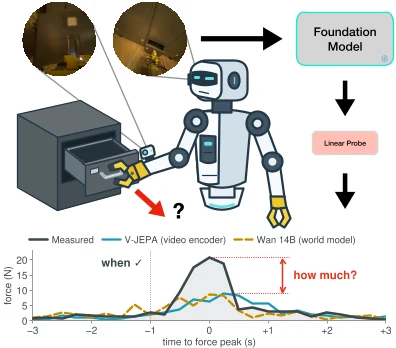 Foundation
Model
Linear Probe
?
Measured V-JEPA (video encoder) Wan 14B (world model)
when ✓
how much?
force (N)
20
15
10
5
0
−3 −2 −1 0 +1 +2 +3
time to force peak (s)